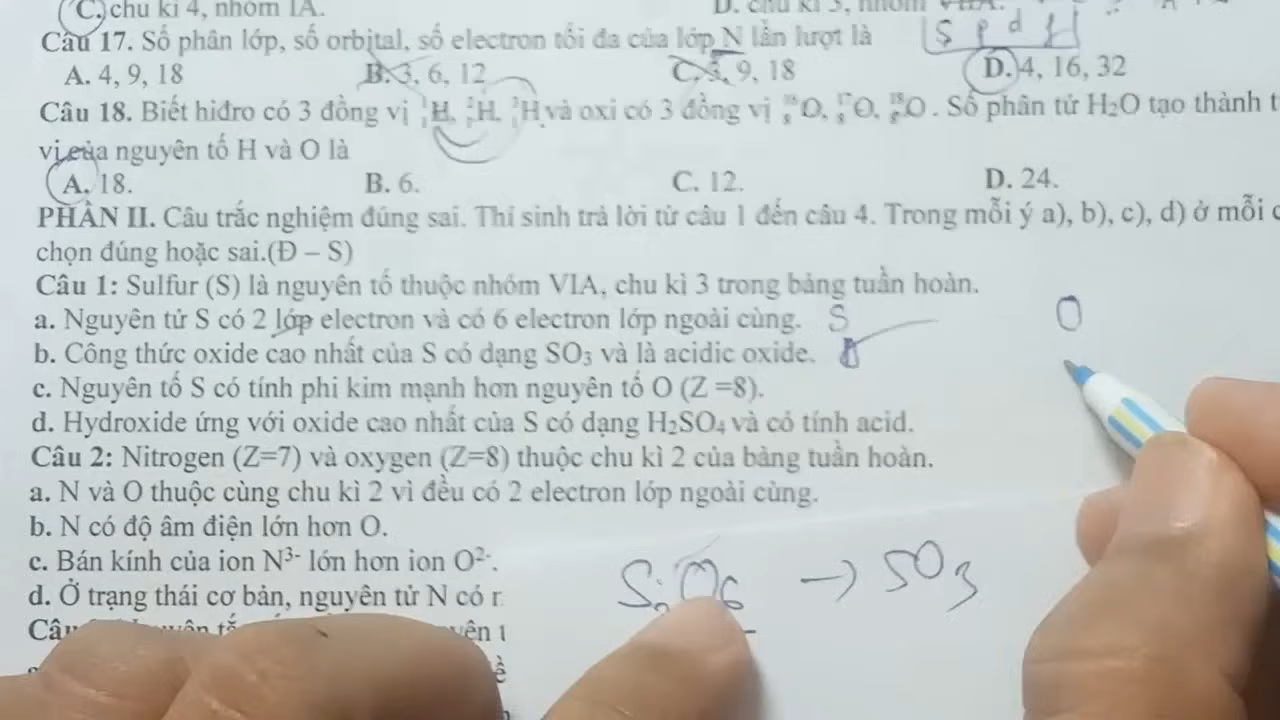 C. chu kì 4, nhóm IA.
D. chu kì 3, nhóm
Câu 17. Số phân lớp, số orbital, số electron tối đa của lớp N lần lượt là
S p d f
A. 4, 9, 18 B. 3, 6, 12 C. 3, 9, 18 D. 4, 16, 32
Câu 18. Biết hiđro có 3 đồng vị ¹₁H, ²₁H, ³₁H và oxi có 3 đồng vị ¹⁶₈O, ¹⁷₈O, ¹⁸₈O. Số phân tử H₂O tạo thành t
vị của nguyên tố H và O là
A. 18. B. 6. C. 12. D. 24.
PHẦN II. Câu trắc nghiệm đúng sai. Thí sinh trả lời từ câu 1 đến câu 4. Trong mỗi ý a), b), c), d) ở mỗi c
chọn đúng hoặc sai.(Đ – S)
Câu 1: Sulfur (S) là nguyên tố thuộc nhóm VIA, chu kì 3 trong bảng tuần hoàn.
a. Nguyên tử S có 2 lớp electron và có 6 electron lớp ngoài cùng. S
O
b. Công thức oxide cao nhất của S có dạng SO₃ và là acidic oxide. Đ
c. Nguyên tố S có tính phi kim mạnh hơn nguyên tố O (Z =8).
d. Hydroxide ứng với oxide cao nhất của S có dạng H₂SO₄ và có tính acid.
Câu 2: Nitrogen (Z=7) và oxygen (Z=8) thuộc chu kì 2 của bảng tuần hoàn.
a. N và O thuộc cùng chu kì 2 vì đều có 2 electron lớp ngoài cùng.
b. N có độ âm điện lớn hơn O.
c. Bán kính của ion N³⁻ lớn hơn ion O²⁻.
S₂O₆ → SO₃
d. Ở trạng thái cơ bản, nguyên tử N có